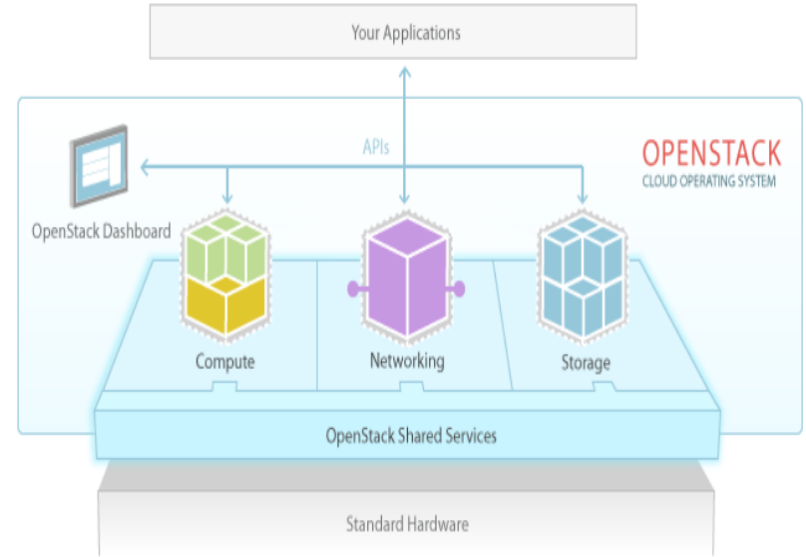 Your Applications
APIs
OPENSTACK
CLOUD OPERATING SYSTEM
OpenStack Dashboard
Compute
Networking
Storage
OpenStack Shared Services
Standard Hardware